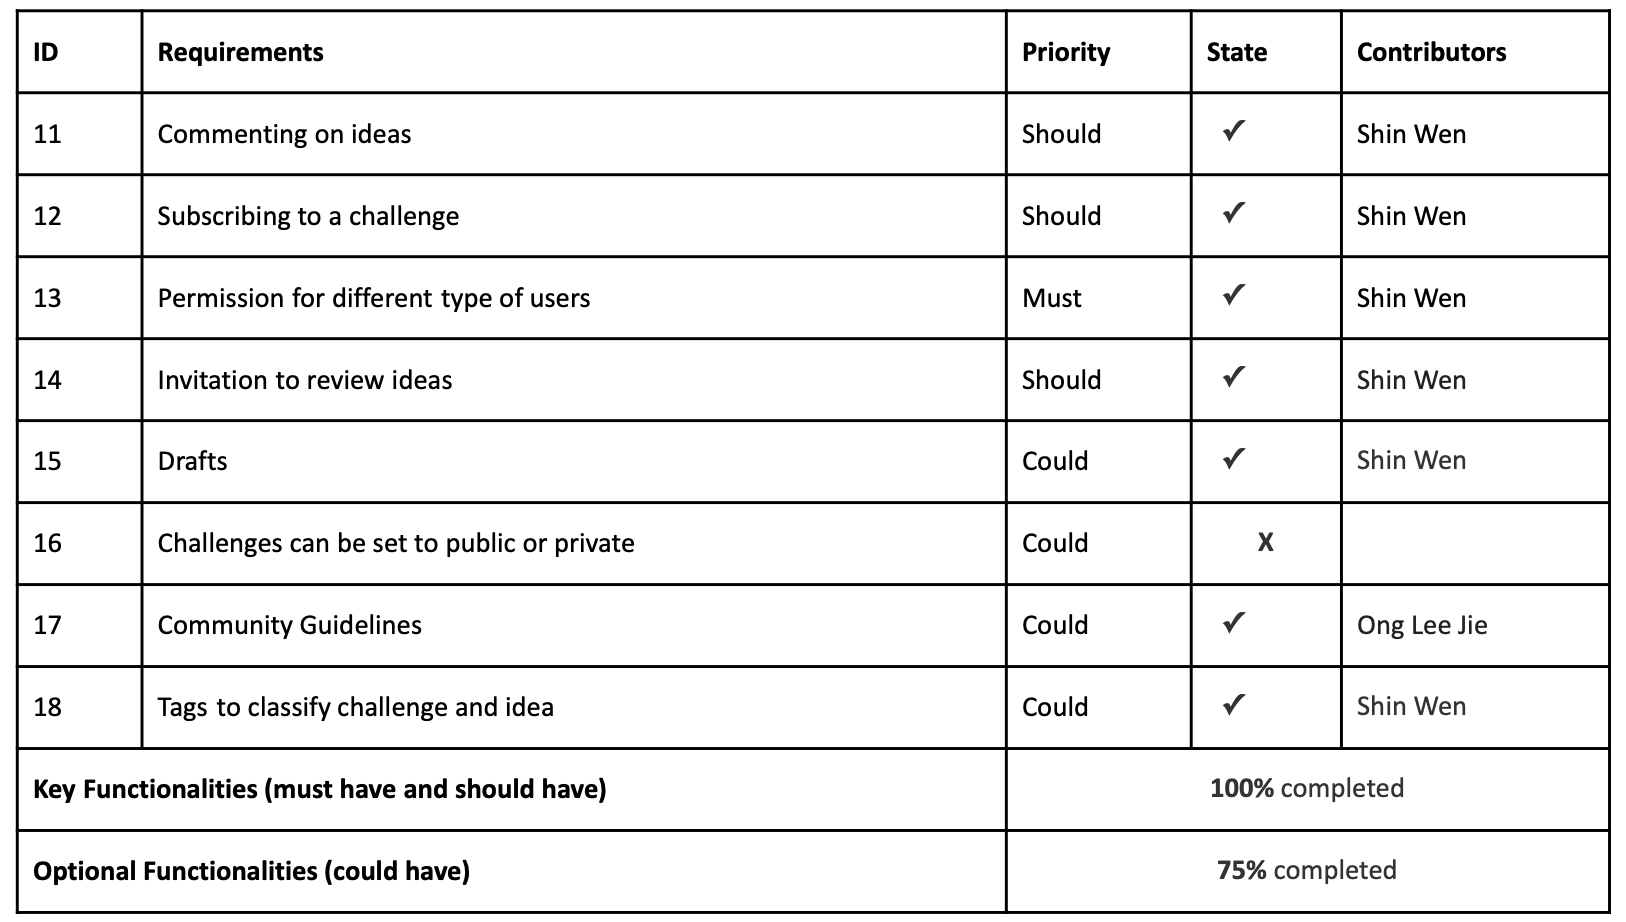 ID Requirements Priority State Contributors
11 Commenting on ideas Should ✓ Shin Wen
12 Subscribing to a challenge Should ✓ Shin Wen
13 Permission for different type of users Must ✓ Shin Wen
14 Invitation to review ideas Should ✓ Shin Wen
15 Drafts Could ✓ Shin Wen
16 Challenges can be set to public or private Could X
17 Community Guidelines Could ✓ Ong Lee Jie
18 Tags to classify challenge and idea Could ✓ Shin Wen
Key Functionalities (must have and should have) 100% completed
Optional Functionalities (could have) 75% completed